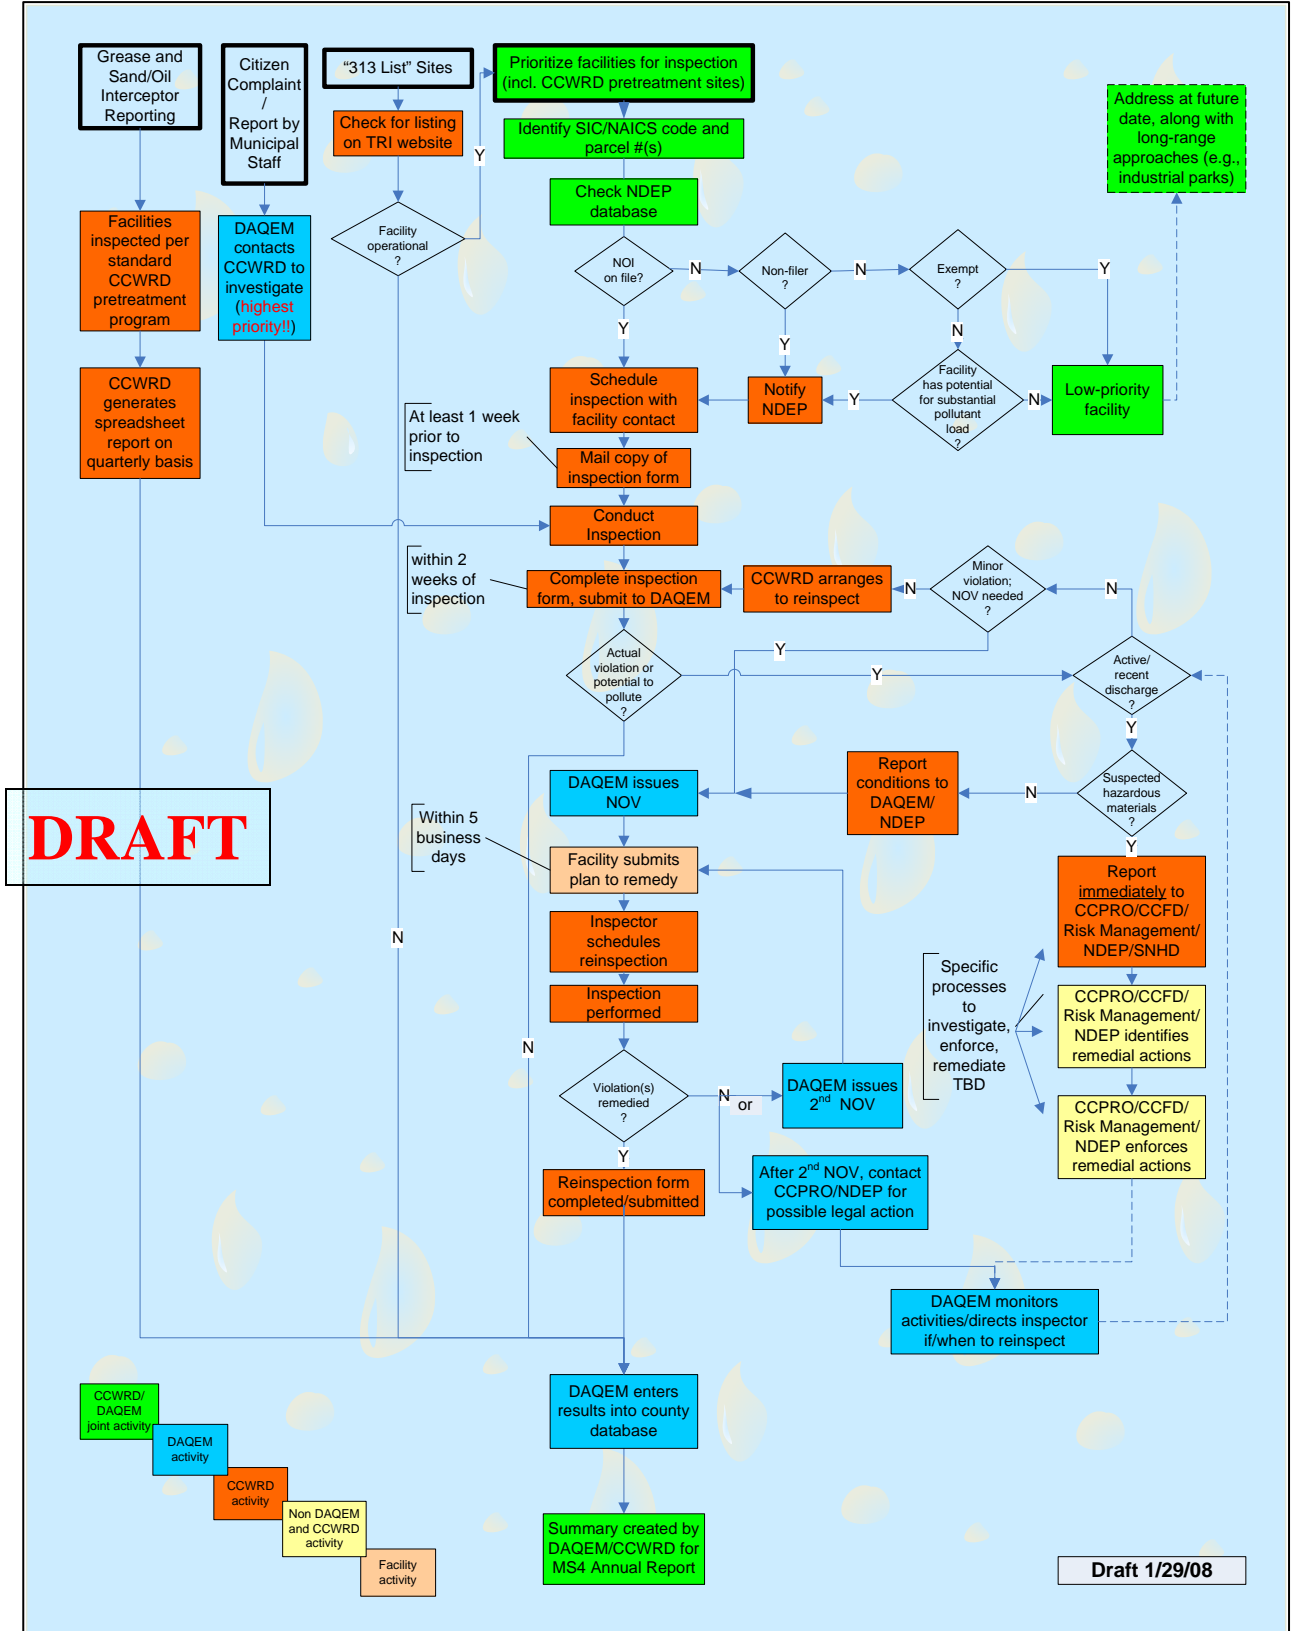 Grease and
Sand/Oil
Interceptor
Reporting
Citizen
Complaint
/
Report by
Municipal
Staff
“313 List” Sites
Prioritize facilities for inspection
(incl. CCWRD pretreatment sites)
Address at future
date, along with
long-range
approaches (e.g.,
industrial parks)
Check for listing
on TRI website
Identify SIC/NAICS code and
parcel #(s)
Y
Check NDEP
database
Facilities
inspected per
standard
CCWRD
pretreatment
program
DAQEM
contacts
CCWRD to
investigate
(highest
priority!!)
Facility
operational
?
NOI
on file?
N
Non-filer
?
N
Exempt
?
Y
Y
Y
N
CCWRD
generates
spreadsheet
report on
quarterly basis
Schedule
inspection with
facility contact
Notify
NDEP
Y
Facility
has potential
for substantial
pollutant
load
?
N
Low-priority
facility
At least 1 week
prior to
inspection
Mail copy of
inspection form
Conduct
Inspection
within 2
weeks of
inspection
Complete inspection
form, submit to DAQEM
CCWRD arranges
to reinspect
N
Minor
violation;
NOV needed
?
N
Actual
violation or
potential to
pollute
?
Y
Y
Active/
recent
discharge
?
Y
DAQEM issues
NOV
Report
conditions to
DAQEM/
NDEP
N
Suspected
hazardous
materials
?
Y
DRAFT
Within 5
business
days
Facility submits
plan to remedy
Report
immediately to
CCPRO/CCFD/
Risk Management/
NDEP/SNHD
N
Inspector
schedules
reinspection
Specific
processes
to
investigate,
enforce,
remediate
TBD
CCPRO/CCFD/
Risk Management/
NDEP identifies
remedial actions
Inspection
performed
N
Violation(s)
remedied
?
N
or
DAQEM issues
2nd NOV
CCPRO/CCFD/
Risk Management/
NDEP enforces
remedial actions
Y
Reinspection form
completed/submitted
After 2nd NOV, contact
CCPRO/NDEP for
possible legal action
DAQEM monitors
activities/directs inspector
if/when to reinspect
DAQEM enters
results into county
database
CCWRD/
DAQEM
joint activity
DAQEM
activity
CCWRD
activity
Non DAQEM
and CCWRD
activity
Facility
activity
Summary created by
DAQEM/CCWRD for
MS4 Annual Report
Draft 1/29/08